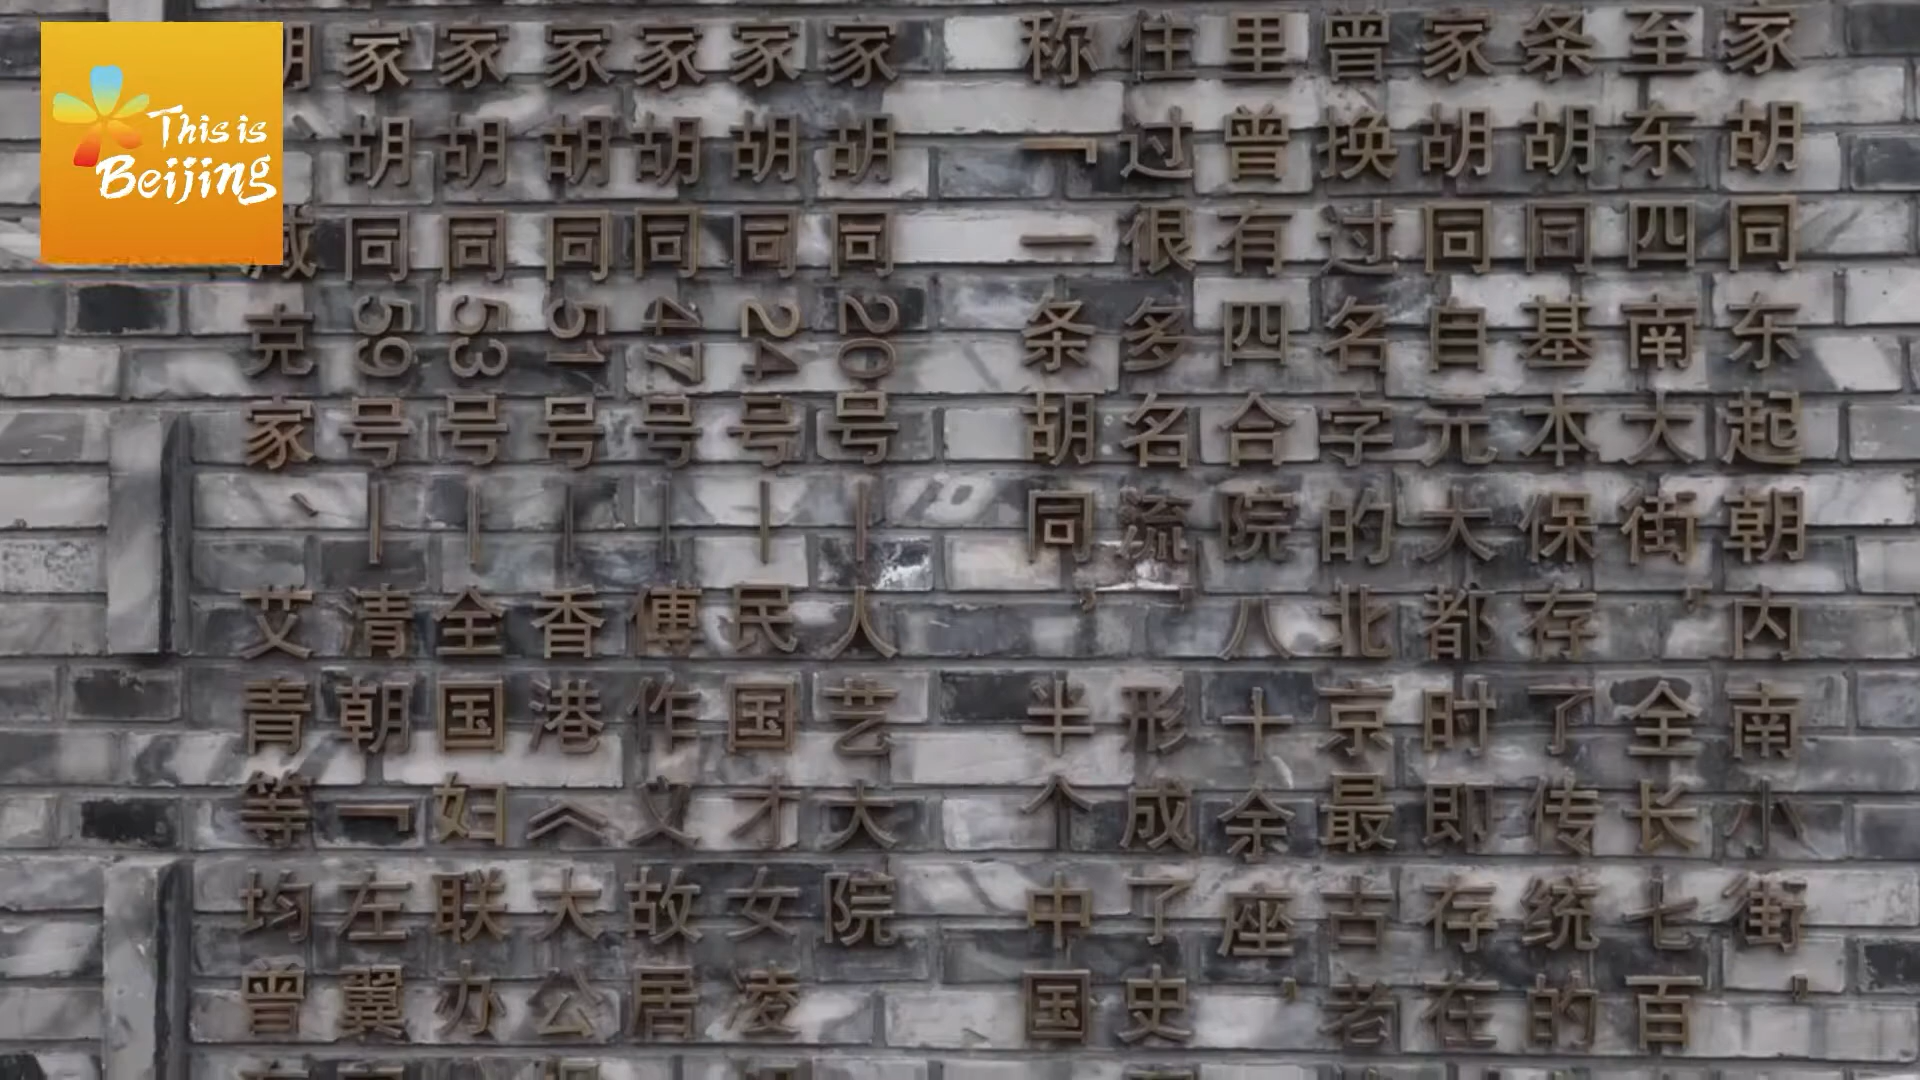 This is
Beijing
家胡同东起朝内南小街，
至东四南大街，全长七百
条胡同基本保存了传统的
家胡同自元大都时即存在
曾换过名字的北京最古老
里曾有四合院八十余座，
住过很多名流，形成了史
称﹁一条胡同，半个中国
家胡同20号—人艺大院
家胡同24号—民国才女凌
家胡同47号—傅作义故居
家胡同51号—香港︿大公
家胡同53号—全国妇联办
家胡同59号—清朝﹁左翼
克家、艾青等均曾